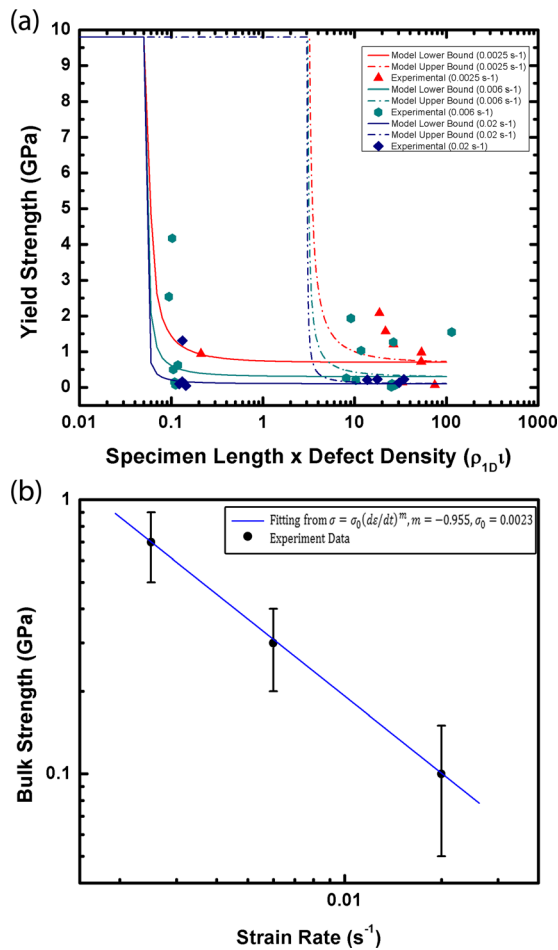 (a)
10
9
8
7
6
5
4
3
2
1
0
Yield Strength (GPa)
Model Lower Bound (0.0025 s-1)
Model Upper Bound (0.0025 s-1)
Experimental (0.0025 s-1)
Model Lower Bound (0.006 s-1)
Model Upper Bound (0.006 s-1)
Experimental (0.006 s-1)
Model Lower Bound (0.02 s-1)
Model Upper Bound (0.02 s-1)
Experimental (0.02 s-1)
0.01 0.1 1 10 100 1000
Specimen Length x Defect Density (ρ1Dι)
(b)
1
0.1
Bulk Strength (GPa)
Fitting from σ = σ0(dε/dt)^m, m = −0.955, σ0 = 0.0023
Experiment Data
0.01
Strain Rate (s-1)